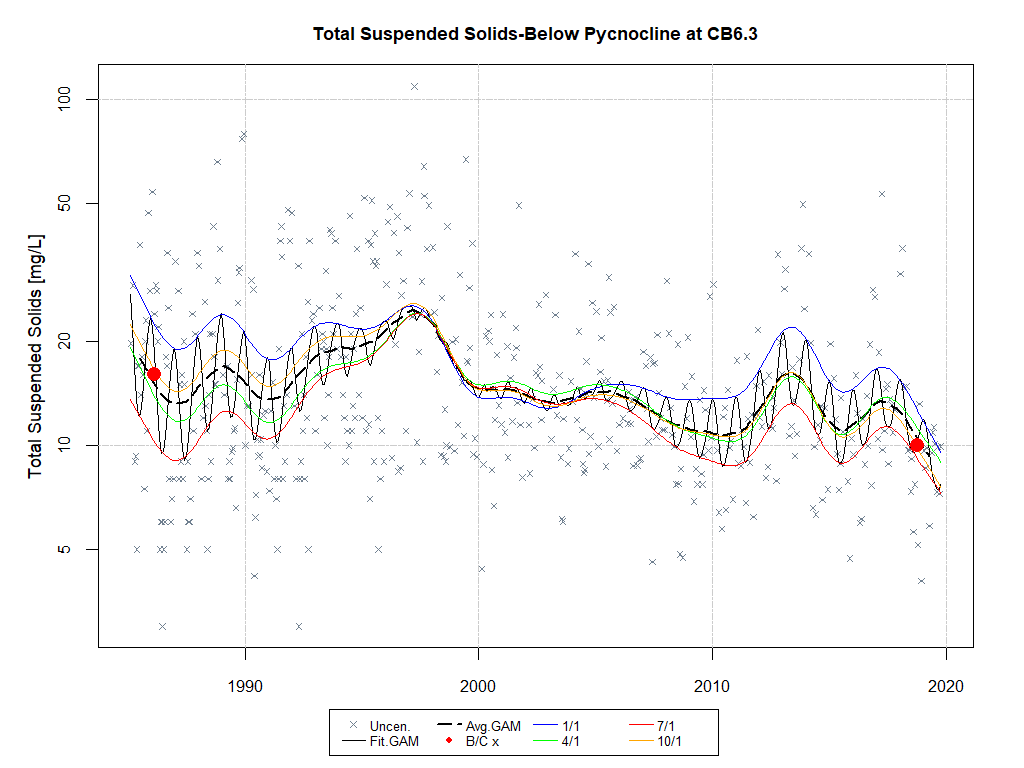 Total Suspended Solids-Below Pycnocline at CB6.3
Total Suspended Solids [mg/L]
100
50
20
10
5
1990
2000
2010
2020
Uncen. Avg.GAM 1/1 7/1
Fit.GAM B/C x 4/1 10/1